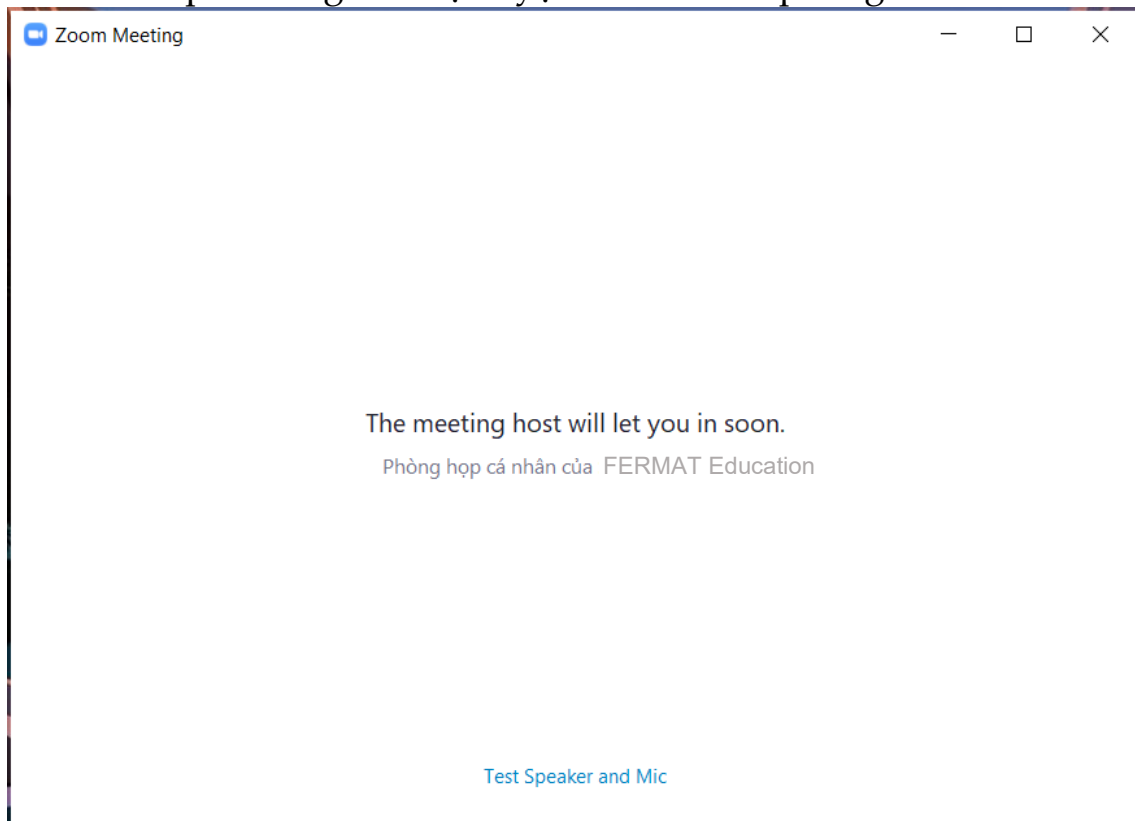 Zoom Meeting
The meeting host will let you in soon.
Phòng họp cá nhân của FERMAT Education
Test Speaker and Mic